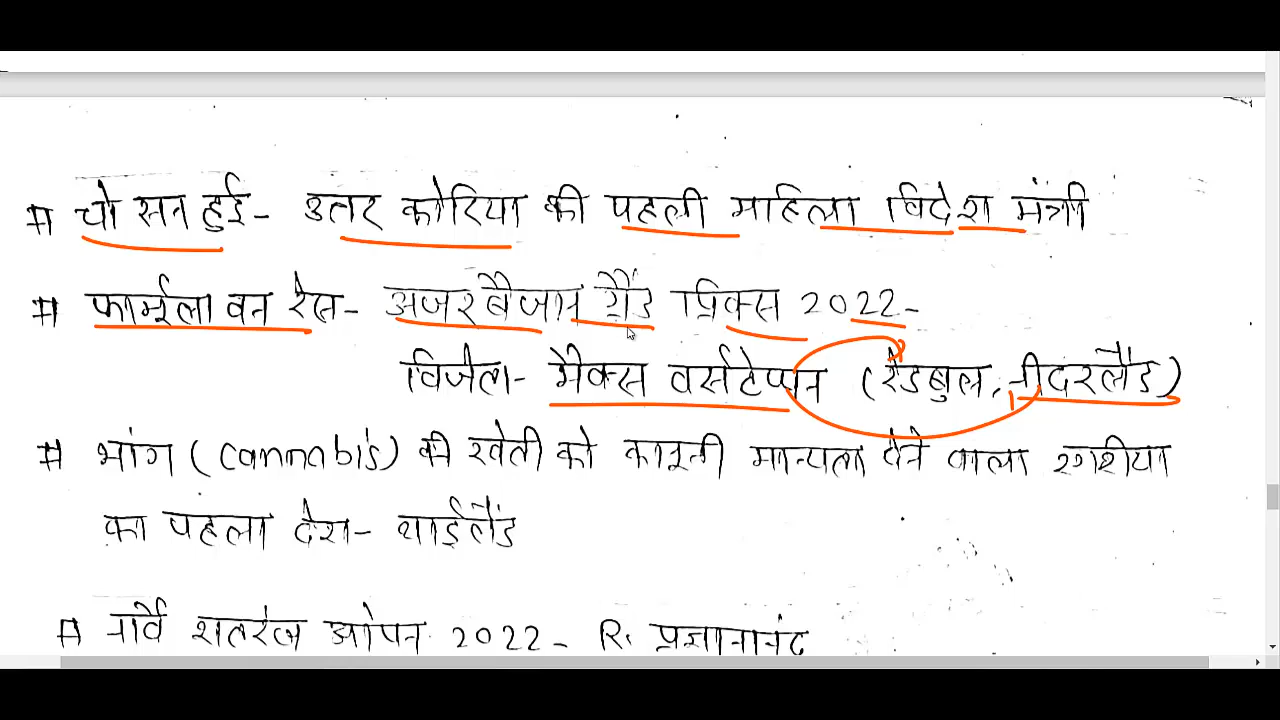 # चो सन हुई - उत्तर कोरिया की पहली महिला विदेश मंत्री
# फार्मूला वन रेस - अजरबैजान ग्रैंड प्रिक्स 2022 -
विजेता - मैक्स वर्सटेप्पन (रेडबुल, नीदरलैंड)
# भांग (Cannabis) की खेती को कानूनी मान्यता देने वाला एशिया
का पहला देश - थाईलैंड
# नार्वे शतरंज ओपन 2022 - R. प्रज्ञानानंद